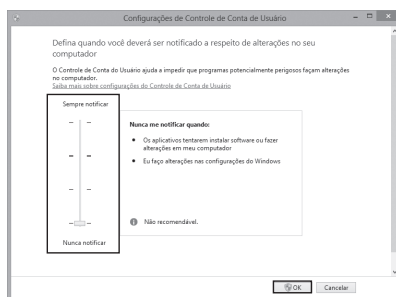 Configurações de Controle de Conta de Usuário
Defina quando você deverá ser notificado a respeito de alterações no seu
computador
O Controle de Conta do Usuário ajuda a impedir que programas potencialmente perigosos façam alterações
no computador.
Saiba mais sobre configurações do Controle de Conta de Usuário
Sempre notificar
Nunca me notificar quando:
• Os aplicativos tentarem instalar software ou fazer
alterações em meu computador
• Eu faço alterações nas configurações do Windows
Não recomendável.
Nunca notificar
OK
Cancelar